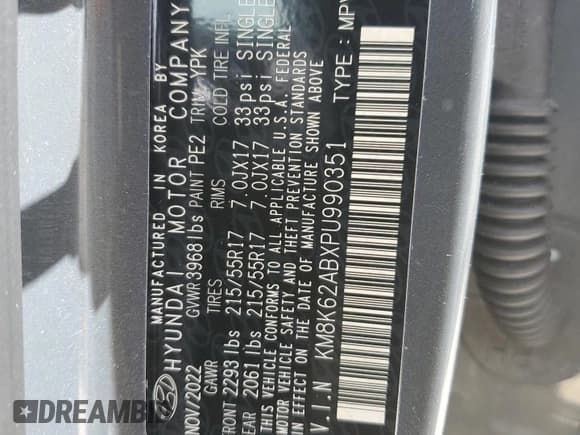 MANUFACTURED IN KOREA BY
HYUNDAI MOTOR COMPANY
NOV/2022 GVWR 3968 lbs PAINT PE2 TRIM YPK
GAWR TIRES RIMS COLD TIRE INFL.
FRONT 2293 lbs 215/55R17 7.0JX17 33psi SINGLE
REAR 2061 lbs 215/55R17 7.0JX17 33psi SINGLE
THIS VEHICLE CONFORMS TO ALL APPLICABLE U.S.A. FEDERAL
MOTOR VEHICLE SAFETY AND THEFT PREVENTION STANDARDS
IN EFFECT ON THE DATE OF MANUFACTURE SHOWN ABOVE
V.I.N KM8K62ABXPU990351 TYPE : MPV
DREAMBID